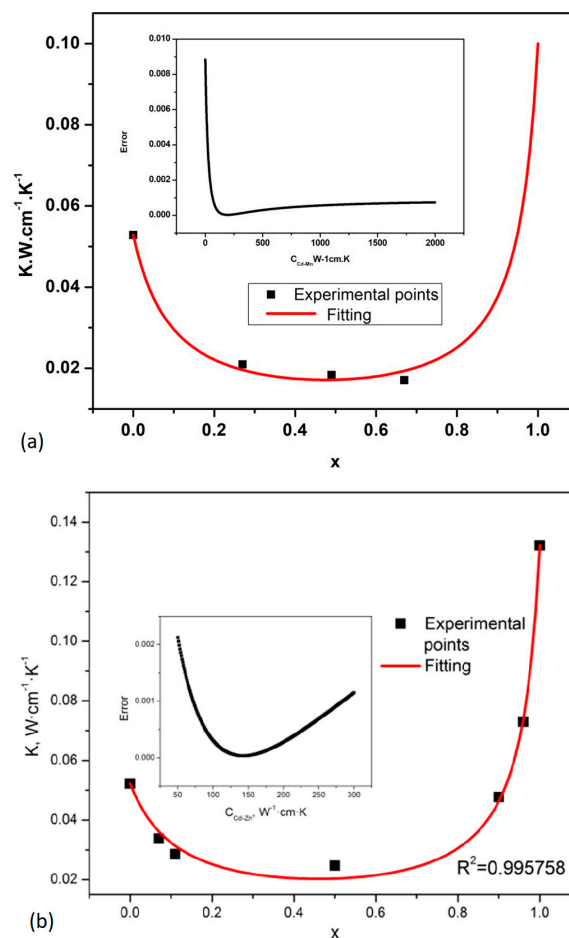 0.10
0.08
0.06
0.04
0.02
K.W.cm⁻¹.K⁻¹
0.010
0.008
0.006
0.004
0.002
0.000
Error
0 500 1000 1500 2000
C_Cd-Mn W-1cm.K
Experimental points
Fitting
0.0 0.2 0.4 0.6 0.8 1.0
(a)
x
0.14
0.12
0.10
0.08
0.06
0.04
0.02
K, W·cm⁻¹·K⁻¹
0.002
0.001
0.001
0.000
Error
50 100 150 200 250 300
C_Cd-Zn, W⁻¹·cm·K
Experimental
points
Fitting
R²=0.995758
0.0 0.2 0.4 0.6 0.8 1.0
(b)
x